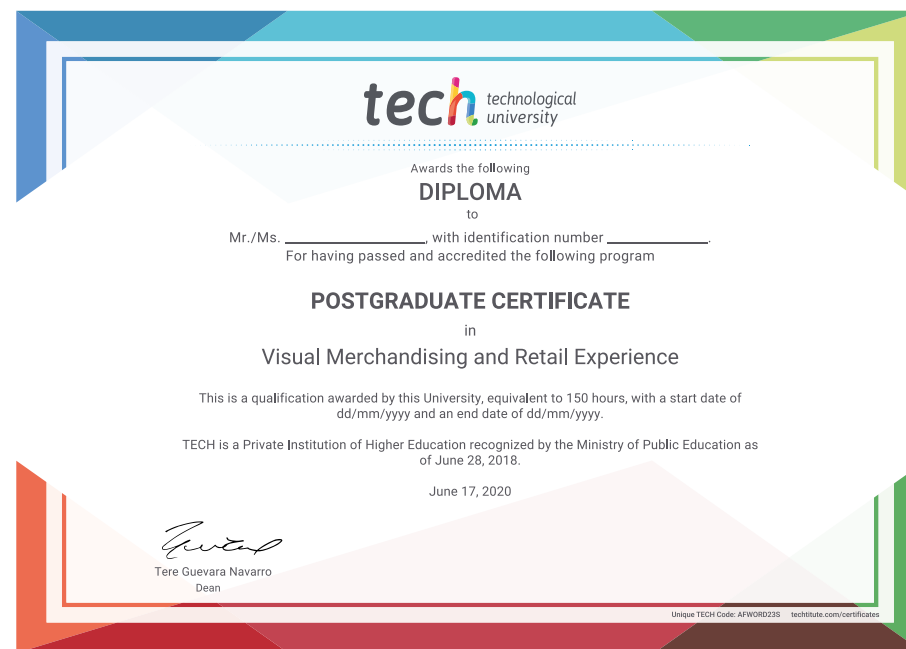 tech technological
university
Awards the following
DIPLOMA
to
Mr./Ms. ____________________, with identification number ______________.
For having passed and accredited the following program
POSTGRADUATE CERTIFICATE
in
Visual Merchandising and Retail Experience
This is a qualification awarded by this University, equivalent to 150 hours, with a start date of
dd/mm/yyyy and an end date of dd/mm/yyyy.
TECH is a Private Institution of Higher Education recognized by the Ministry of Public Education as
of June 28, 2018.
June 17, 2020
Tere Guevara Navarro
Dean
Unique TECH Code: AFWORD23S techtitute.com/certificates